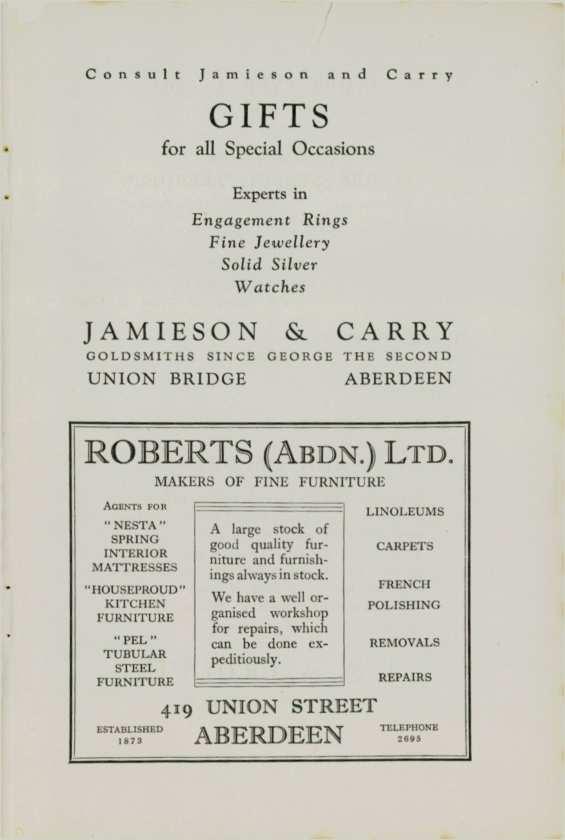 Consult Jamieson and Carry
GIFTS
for all Special Occasions
Experts in
Engagement Rings
Fine Jewellery
Solid Silver
Watches
JAMIESON & CARRY
GOLDSMITHS SINCE GEORGE THE SECOND
UNION BRIDGE ABERDEEN
ROBERTS (ABDN.) LTD.
MAKERS OF FINE FURNITURE
AGENTS FOR
"NESTA"
SPRING
INTERIOR
MATTRESSES
"HOUSEPROUD"
KITCHEN
FURNITURE
"PEL"
TUBULAR
STEEL
FURNITURE
A large stock of
good quality fur-
niture and furnish-
ings always in stock.
We have a well or-
ganised workshop
for repairs, which
can be done ex-
peditiously.
LINOLEUMS
CARPETS
FRENCH
POLISHING
REMOVALS
REPAIRS
419 UNION STREET
ESTABLISHED
1873
ABERDEEN
TELEPHONE
2695